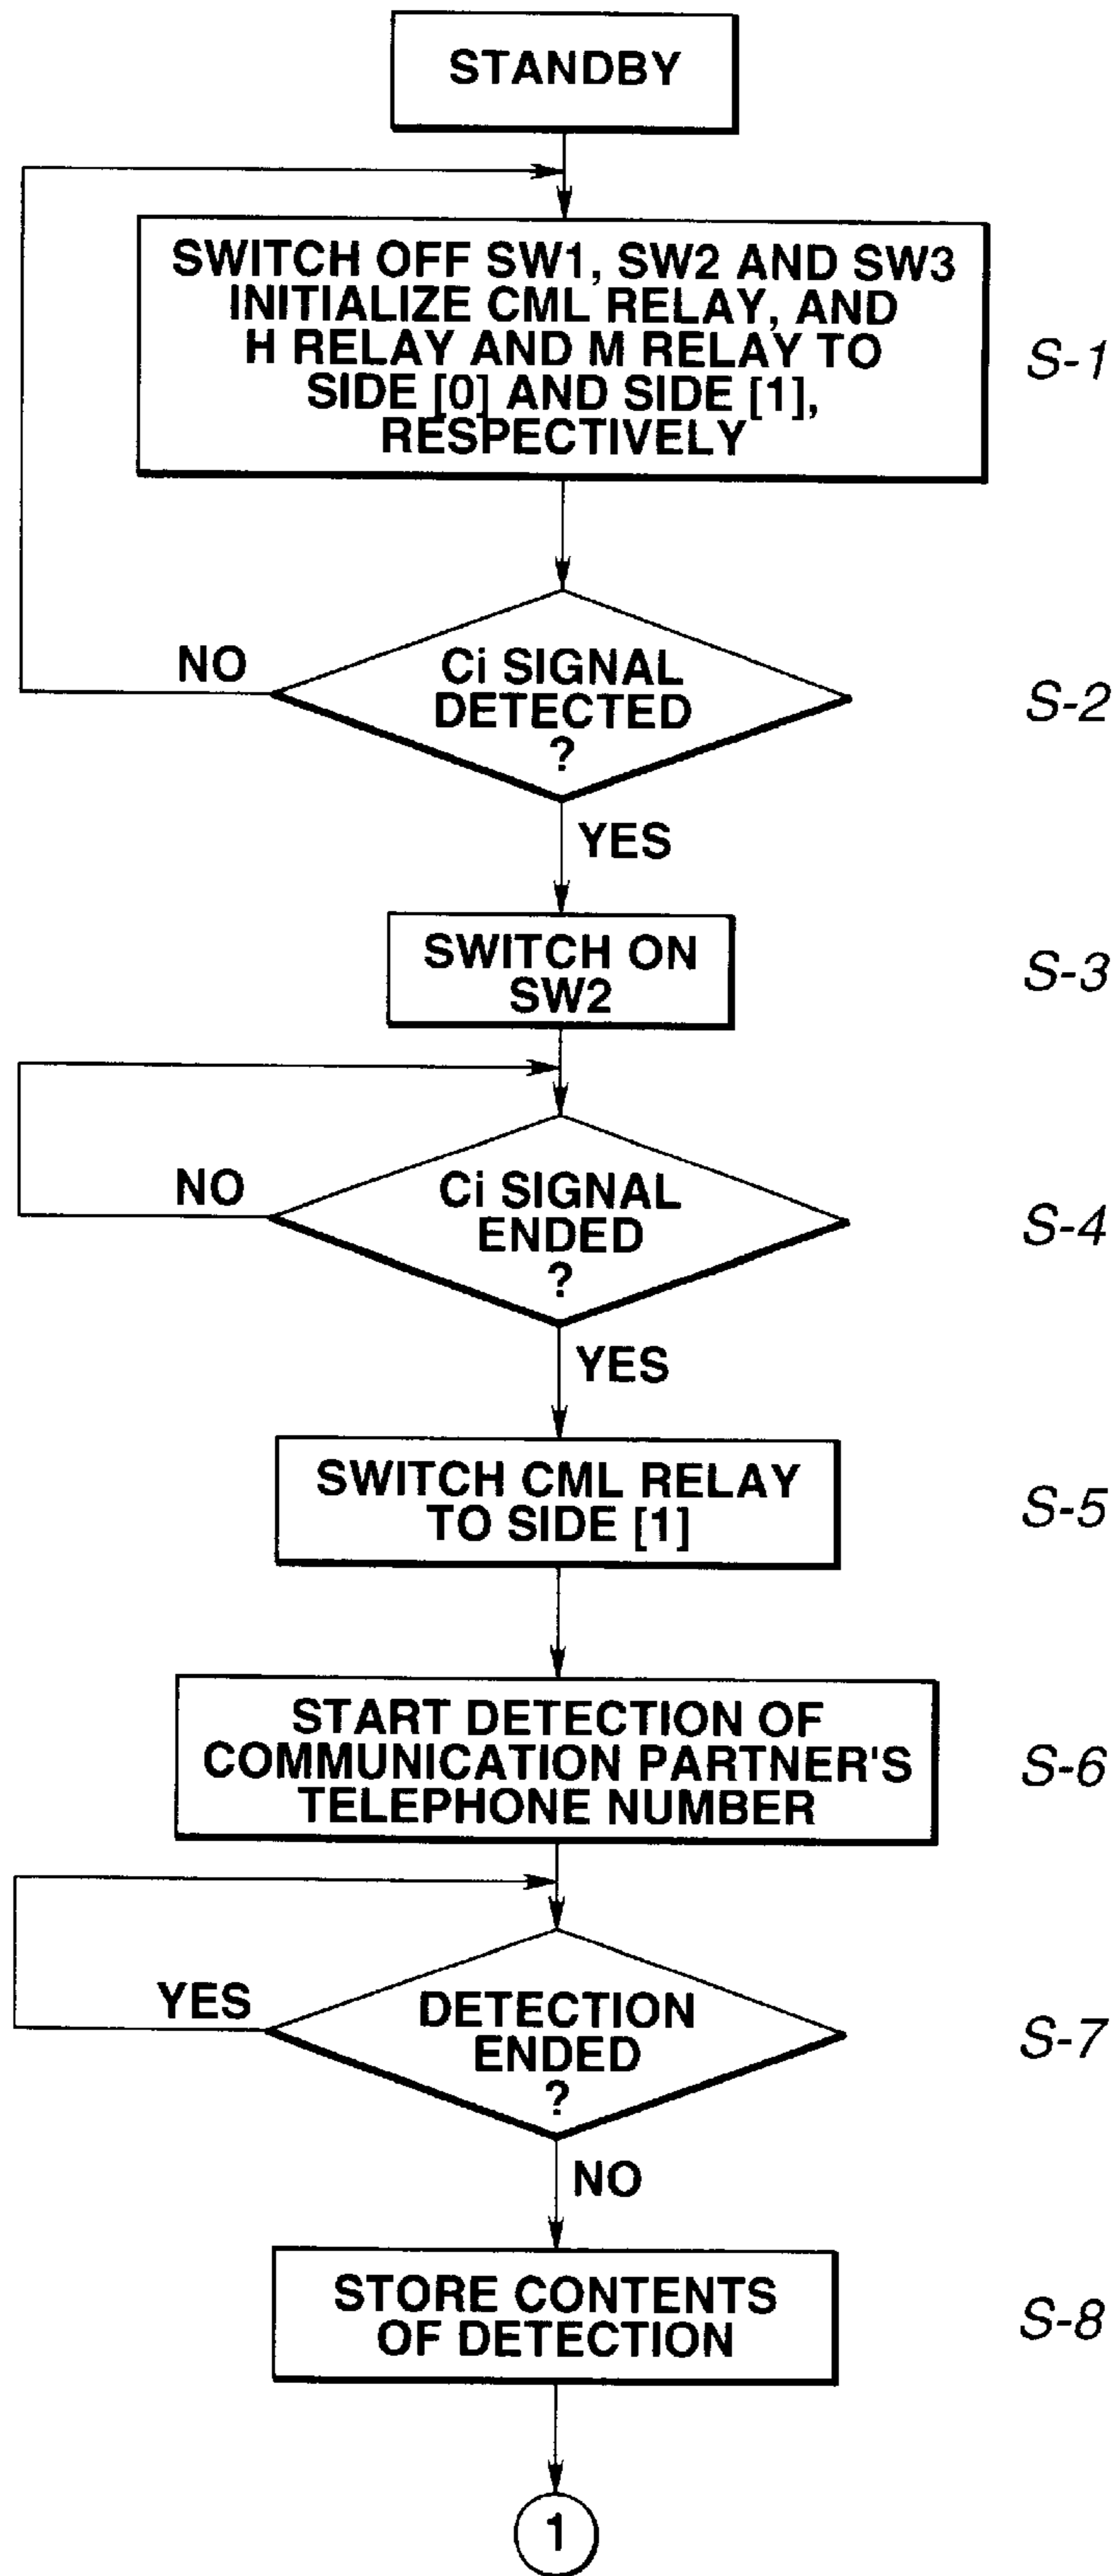 STANDBY
SWITCH OFF SW1, SW2 AND SW3
INITIALIZE CML RELAY, AND
H RELAY AND M RELAY TO
SIDE [0] AND SIDE [1],
RESPECTIVELY
S-1
NO
Ci SIGNAL
DETECTED
?
S-2
YES
SWITCH ON
SW2
S-3
NO
Ci SIGNAL
ENDED
?
S-4
YES
SWITCH CML RELAY
TO SIDE [1]
S-5
START DETECTION OF
COMMUNICATION PARTNER'S
TELEPHONE NUMBER
S-6
YES
DETECTION
ENDED
?
S-7
NO
STORE CONTENTS
OF DETECTION
S-8
1